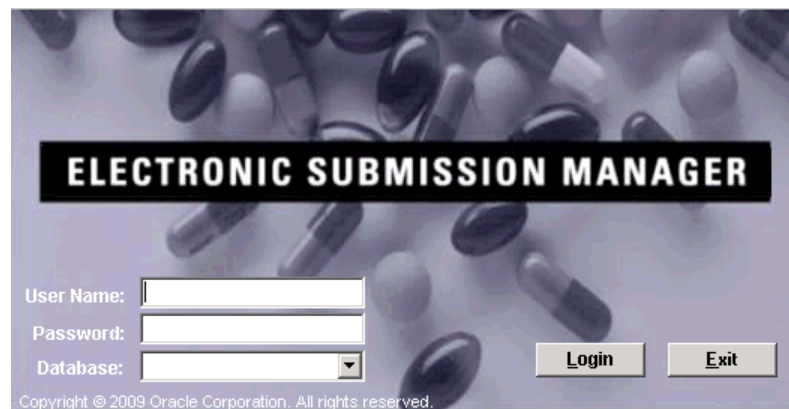 ELECTRONIC SUBMISSION MANAGER
User Name:
Password:
Database:
Login Exit
Copyright © 2009 Oracle Corporation. All rights reserved.